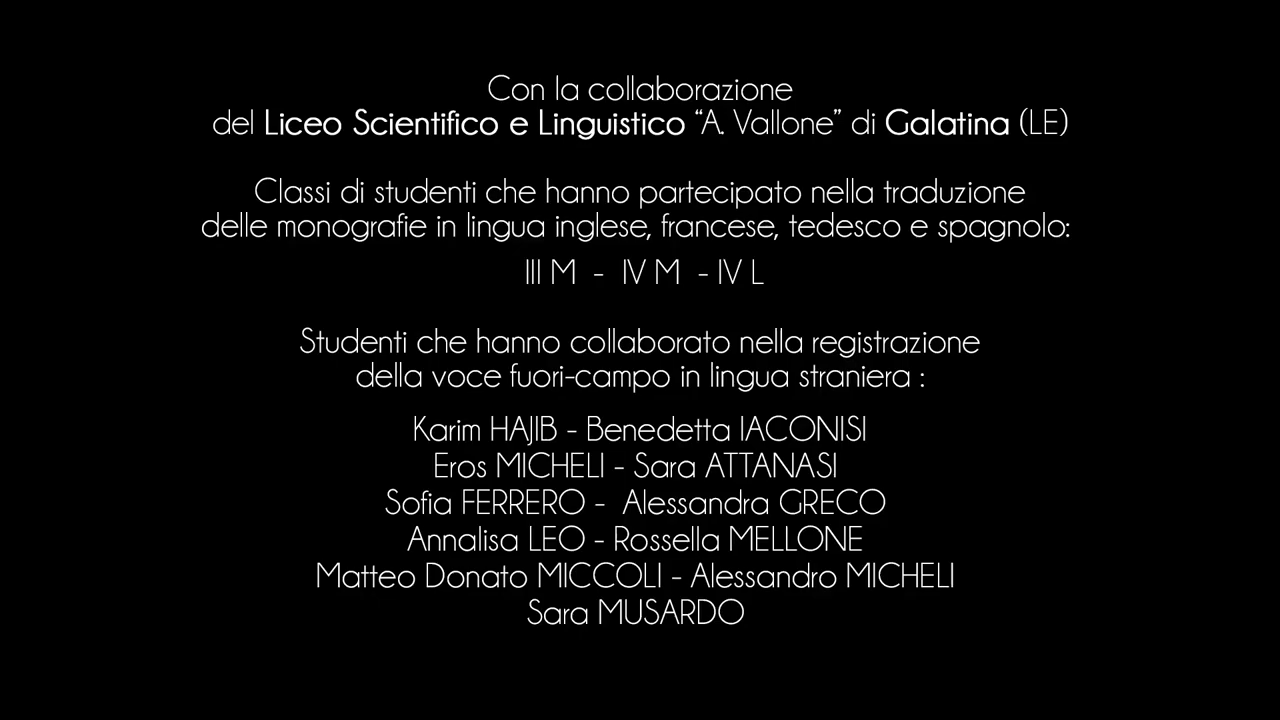 Con la collaborazione
del Liceo Scientifico e Linguistico “A. Vallone” di Galatina (LE)
Classi di studenti che hanno partecipato nella traduzione
delle monografie in lingua inglese, francese, tedesco e spagnolo:
III M - IV M - IV L
Studenti che hanno collaborato nella registrazione
della voce fuori-campo in lingua straniera :
Karim HAJIB - Benedetta IACONISI
Eros MICHELI - Sara ATTANASI
Sofia FERRERO - Alessandra GRECO
Annalisa LEO - Rossella MELLONE
Matteo Donato MICCOLI - Alessandro MICHELI
Sara MUSARDO